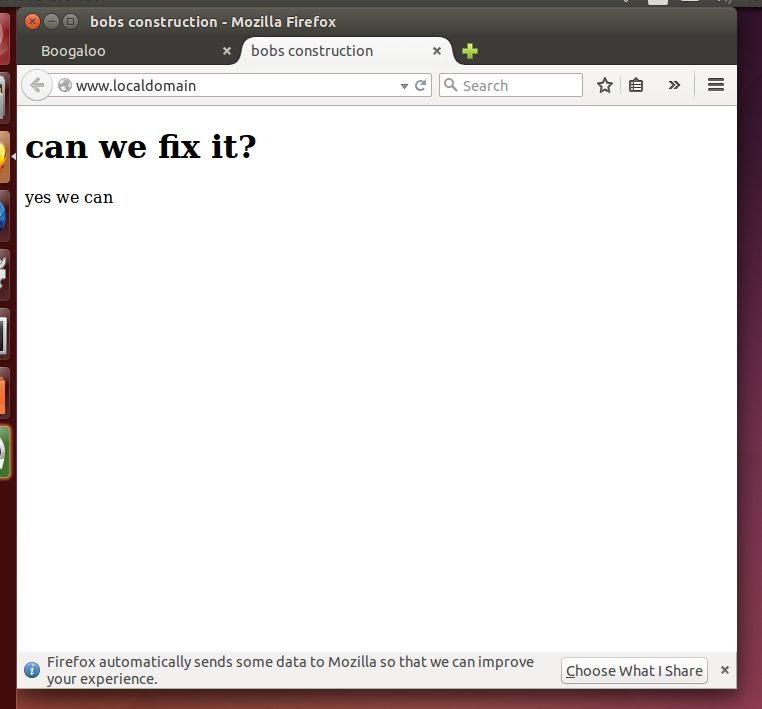 bobs construction - Mozilla Firefox
Boogaloo
bobs construction
www.localdomain
Search
can we fix it?
yes we can
Firefox automatically sends some data to Mozilla so that we can improve
your experience.
Choose What I Share